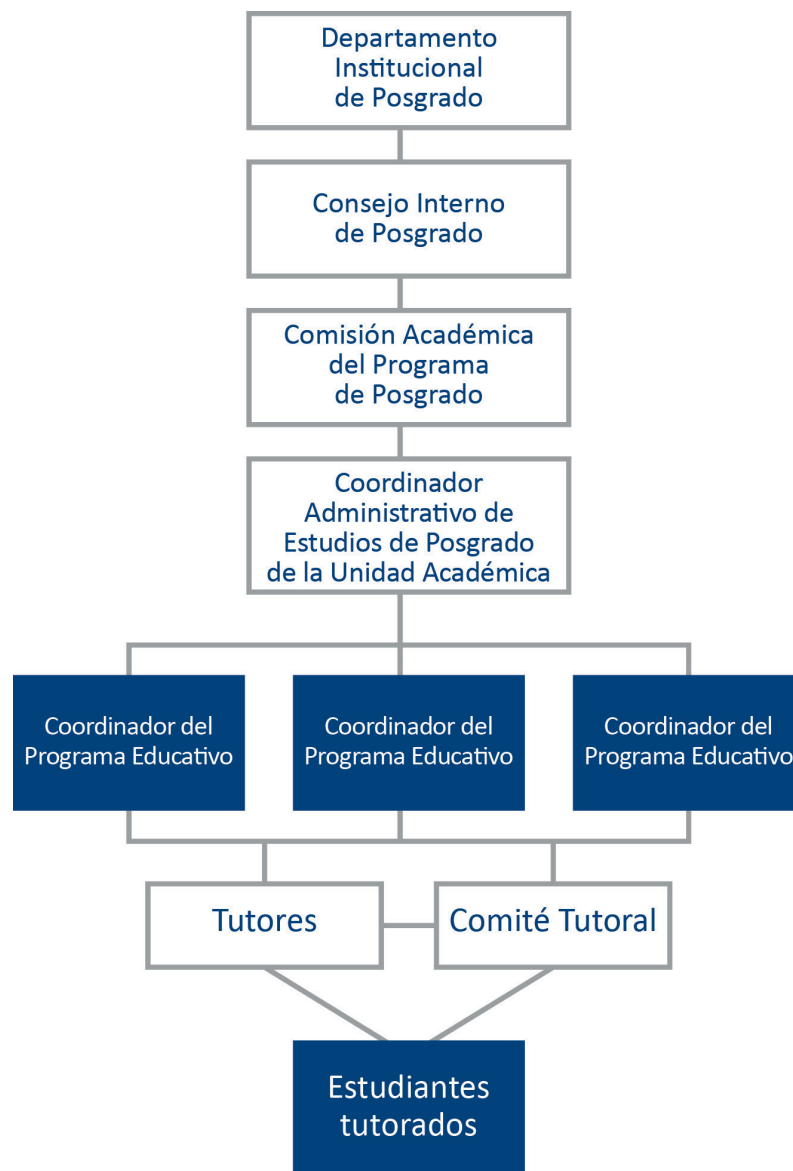 Departamento
Institucional
de Posgrado
Consejo Interno
de Posgrado
Comisión Académica
del Programa
de Posgrado
Coordinador
Administrativo de
Estudios de Posgrado
de la Unidad Académica
Coordinador del
Programa Educativo
Coordinador del
Programa Educativo
Coordinador del
Programa Educativo
Tutores
Comité Tutoral
Estudiantes
tutorados